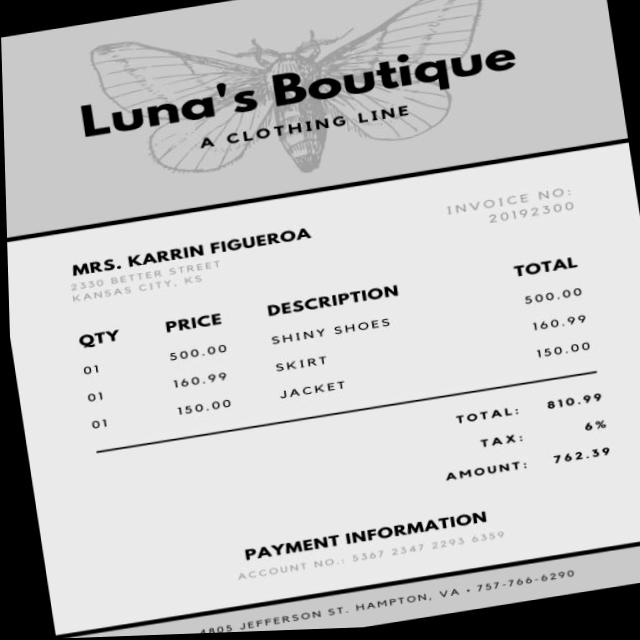 Luna's Boutique
A CLOTHING LINE
INVOICE NO:
20192300
MRS. KARRIN FIGUEROA
2330 BETTER STREET
KANSAS CITY, KS
QTY PRICE DESCRIPTION TOTAL
01 500.00 SHINY SHOES 500.00
01 160.99 SKIRT 160.99
01 150.00 JACKET 150.00
TOTAL: 810.99
TAX: 6%
AMOUNT: 762.39
PAYMENT INFORMATION
ACCOUNT NO.: 5367 2347 2293 6359
4805 JEFFERSON ST. HAMPTON, VA • 757-766-6290